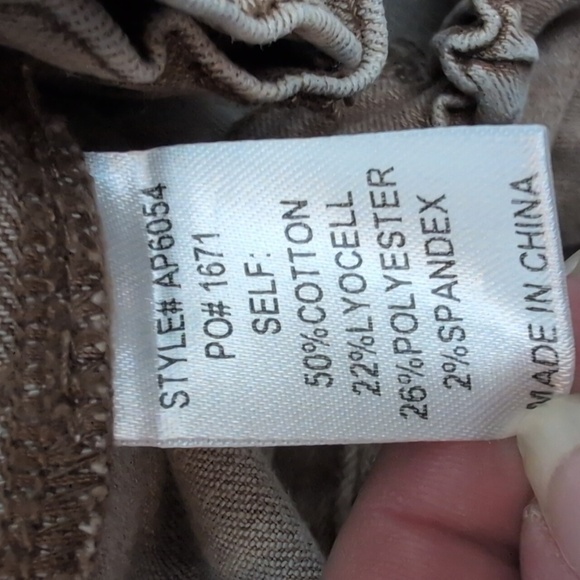 STYLE# AP6054
PO# 1671
SELF:
50%COTTON
22%LYOCELL
26%POLYESTER
2%SPANDEX
MADE IN CHINA